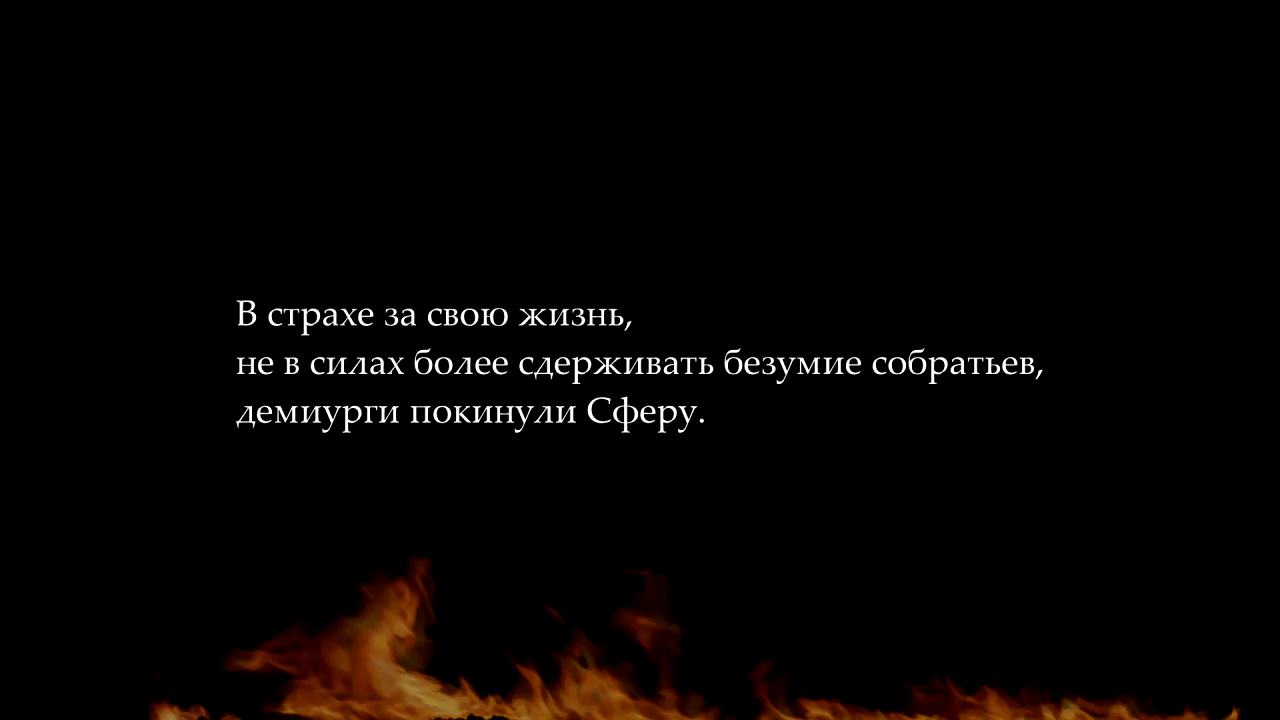 В страхе за свою жизнь,
не в силах более сдерживать безумие собратьев,
демиурги покинули Сферу.